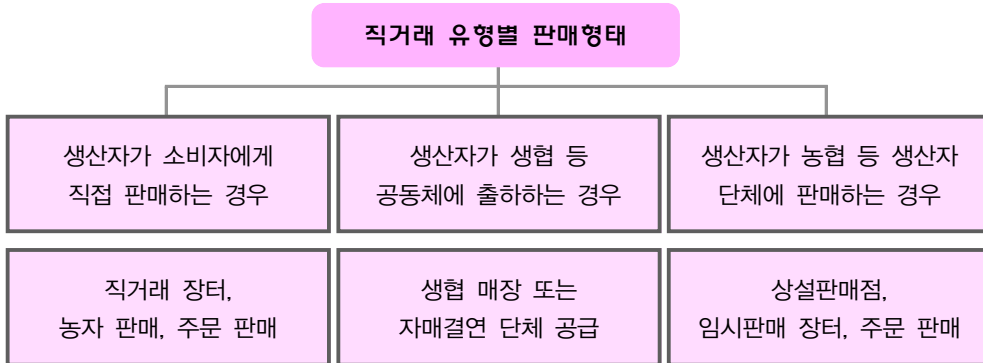 직거래 유형별 판매형태
생산자가 소비자에게
직접 판매하는 경우
생산자가 생협 등
공동체에 출하하는 경우
생산자가 농협 등 생산자
단체에 판매하는 경우
직거래 장터,
농자 판매, 주문 판매
생협 매장 또는
자매결연 단체 공급
상설판매점,
임시판매 장터, 주문 판매